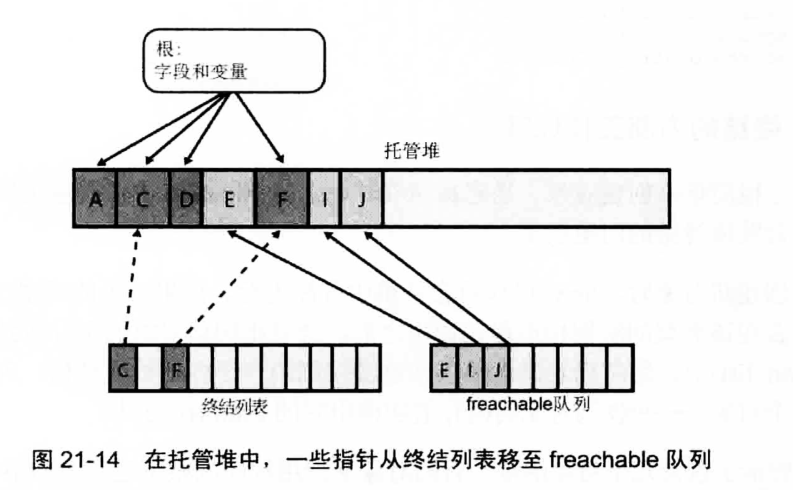 根:
字段和变量
托管堆
A C D E F I J
C F
E I J
终结列表
freachable队列
图 21-14 在托管堆中，一些指针从终结列表移至 freachable 队列